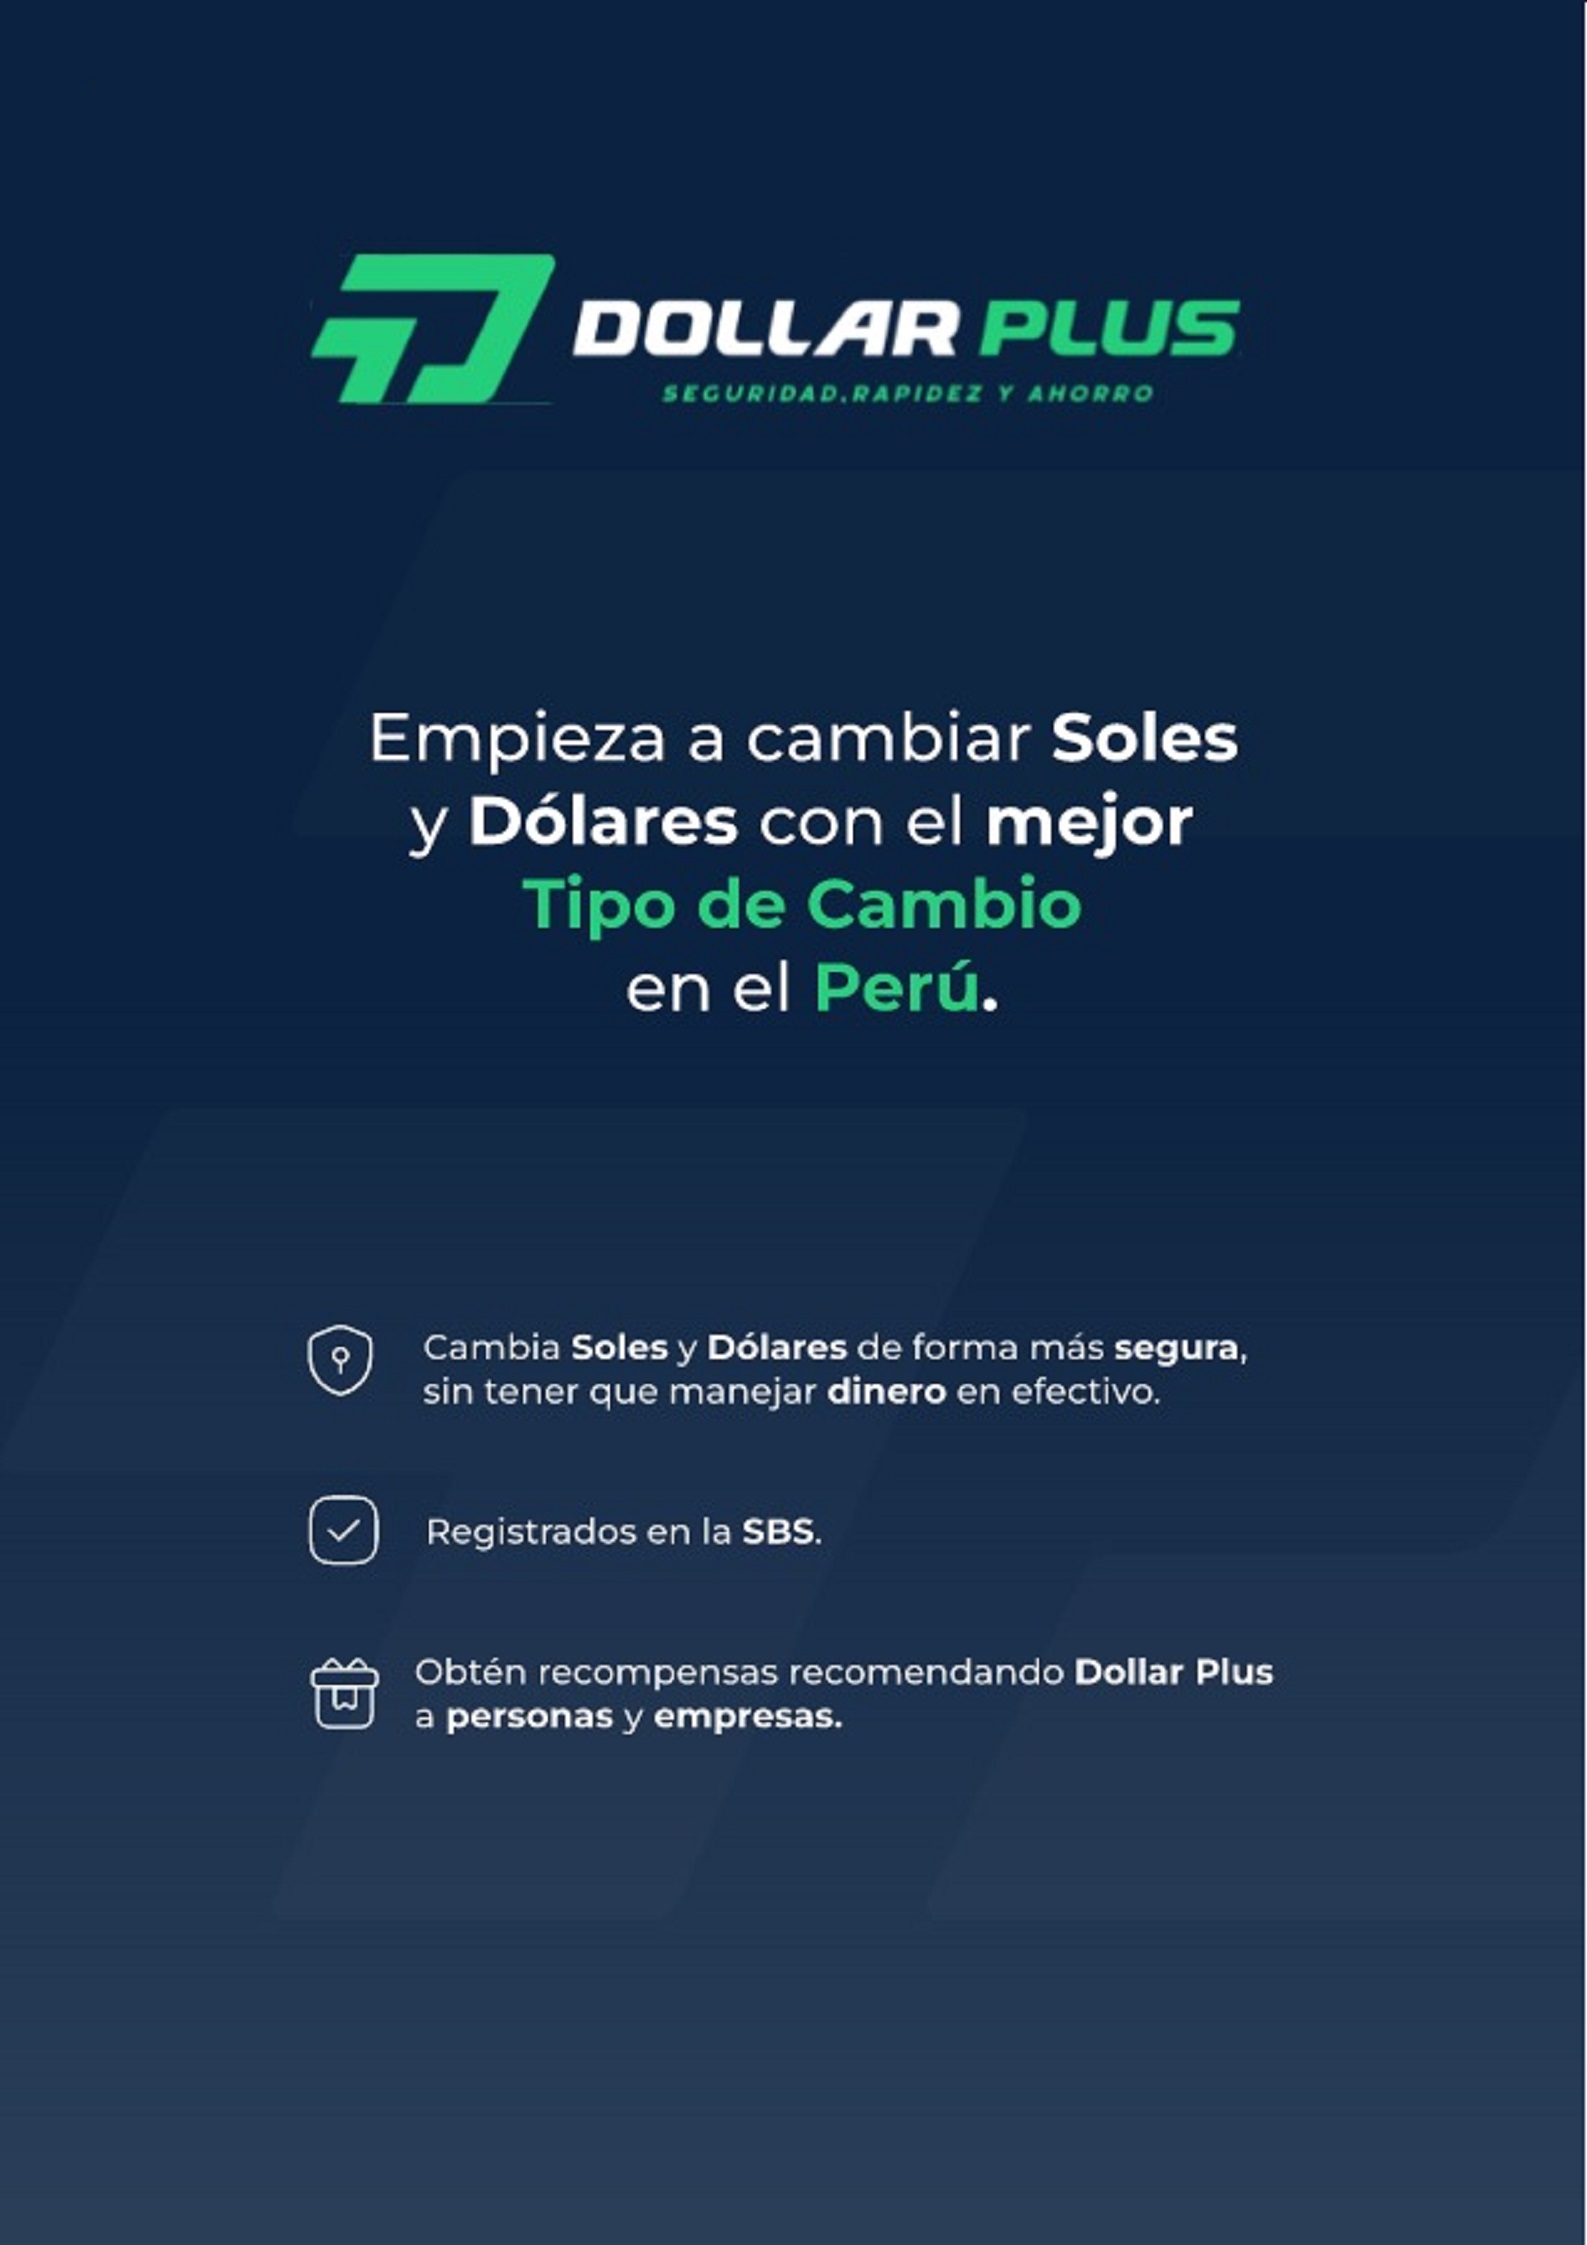 DOLLAR PLUS
SEGURIDAD,RAPIDEZ Y AHORRO
Empieza a cambiar Soles
y Dólares con el mejor
Tipo de Cambio
en el Perú.
Cambia Soles y Dólares de forma más segura,
sin tener que manejar dinero en efectivo.
Registrados en la SBS.
Obtén recompensas recomendando Dollar Plus
a personas y empresas.